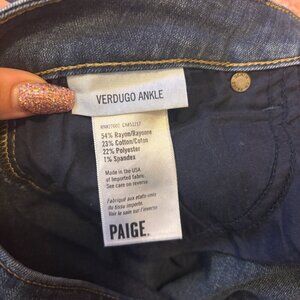 VERDUGO ANKLE
54% Rayon/Rayonne
23% Cotton/Coton
22% Polyester
1% Spandex
Made in the USA
of Imported fabric.
See care on reverse
Fabriqué aux états-unis
du tissu importé.
Voir le soin sur l'inverse
PAIGE.